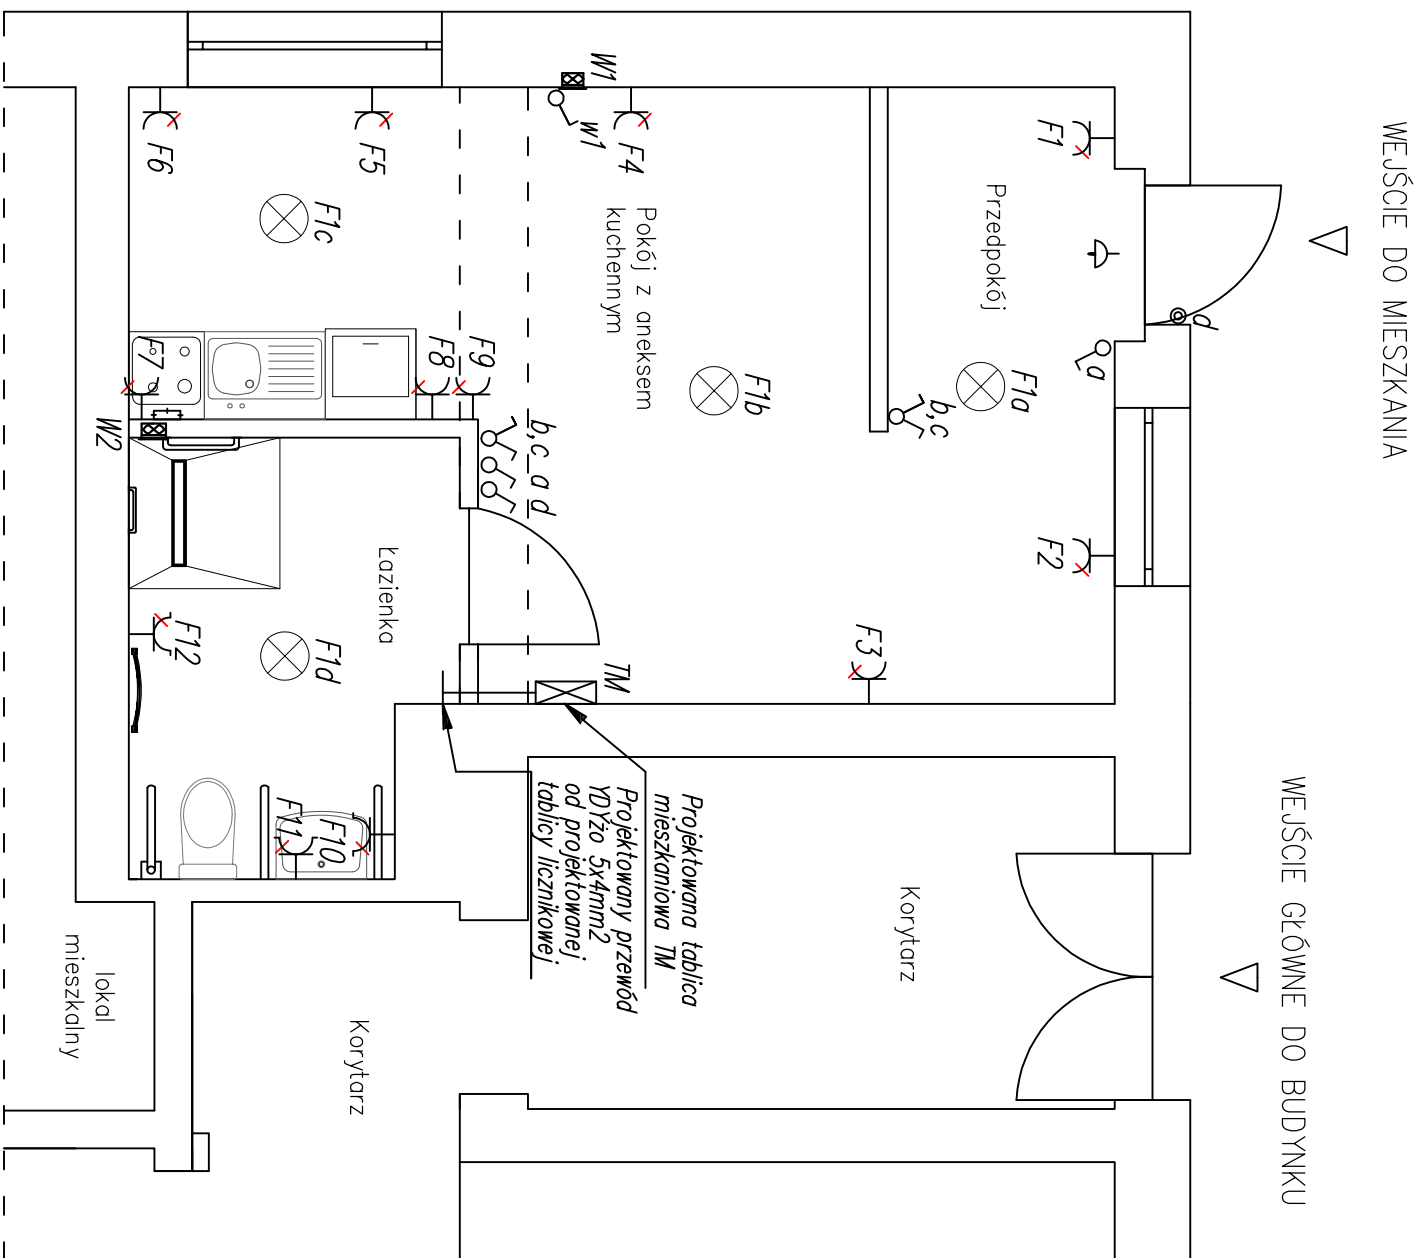 WEJŚCIE DO MIESZKANIA
WEJŚCIE GŁÓWNE DO BUDYNKU
d
F1
a
F2
Przedpokój
F1a
b,c
F3
Korytarz
F1b
W1
w1
F4
Pokój z aneksem
kuchennym
TM
Projektowana tablica
mieszkaniowa TM
Projektowany przewód
YDYżo 5x4mm2
od projektowanej
tablicy licznikowej
b,c a d
F9
F8
F5
F6
F1c
F7
W2
Łazienka
F1d
F12
F10
F11
Korytarz
lokal
mieszkalny